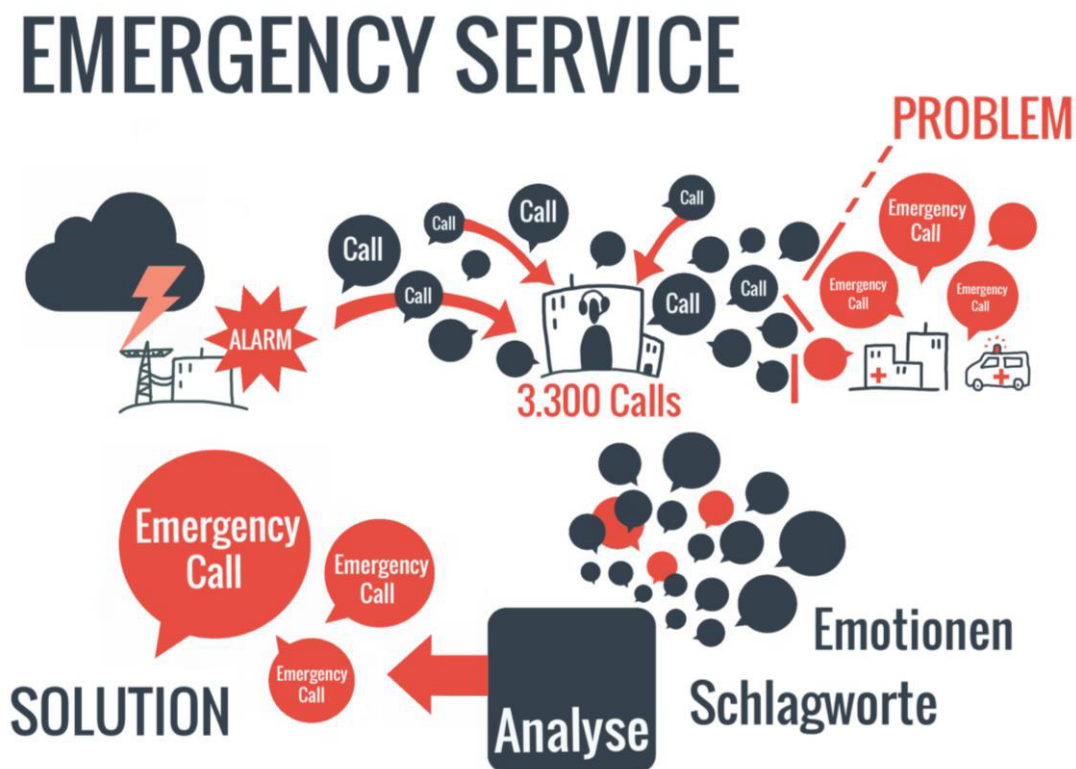 EMERGENCY SERVICE
PROBLEM
Call
Call
Call
Call
Call
Call
Call
ALARM
3.300 Calls
Emergency
Call
Emergency
Call
Emergency
Call
Emergency
Call
Emergency
Call
Emergency
Call
SOLUTION
Analyse
Emotionen
Schlagworte